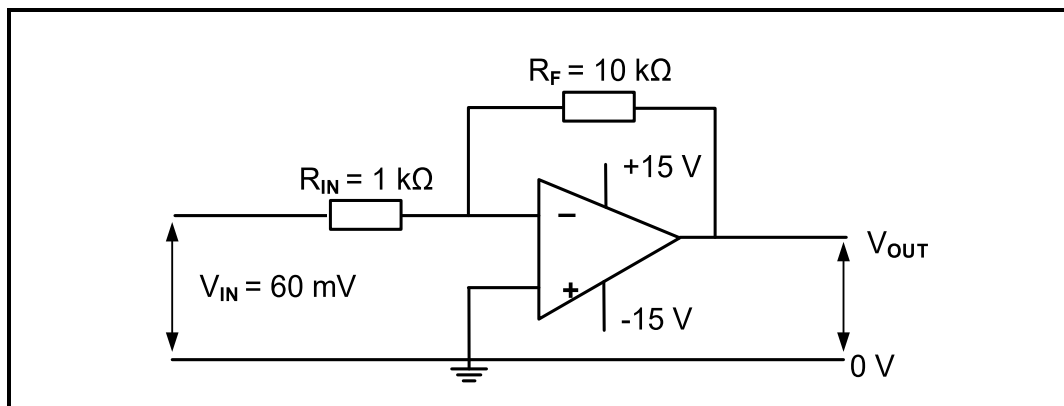 R_F = 10 kΩ
+15 V
R_IN = 1 kΩ
−
V_OUT
V_IN = 60 mV
+
-15 V
0 V